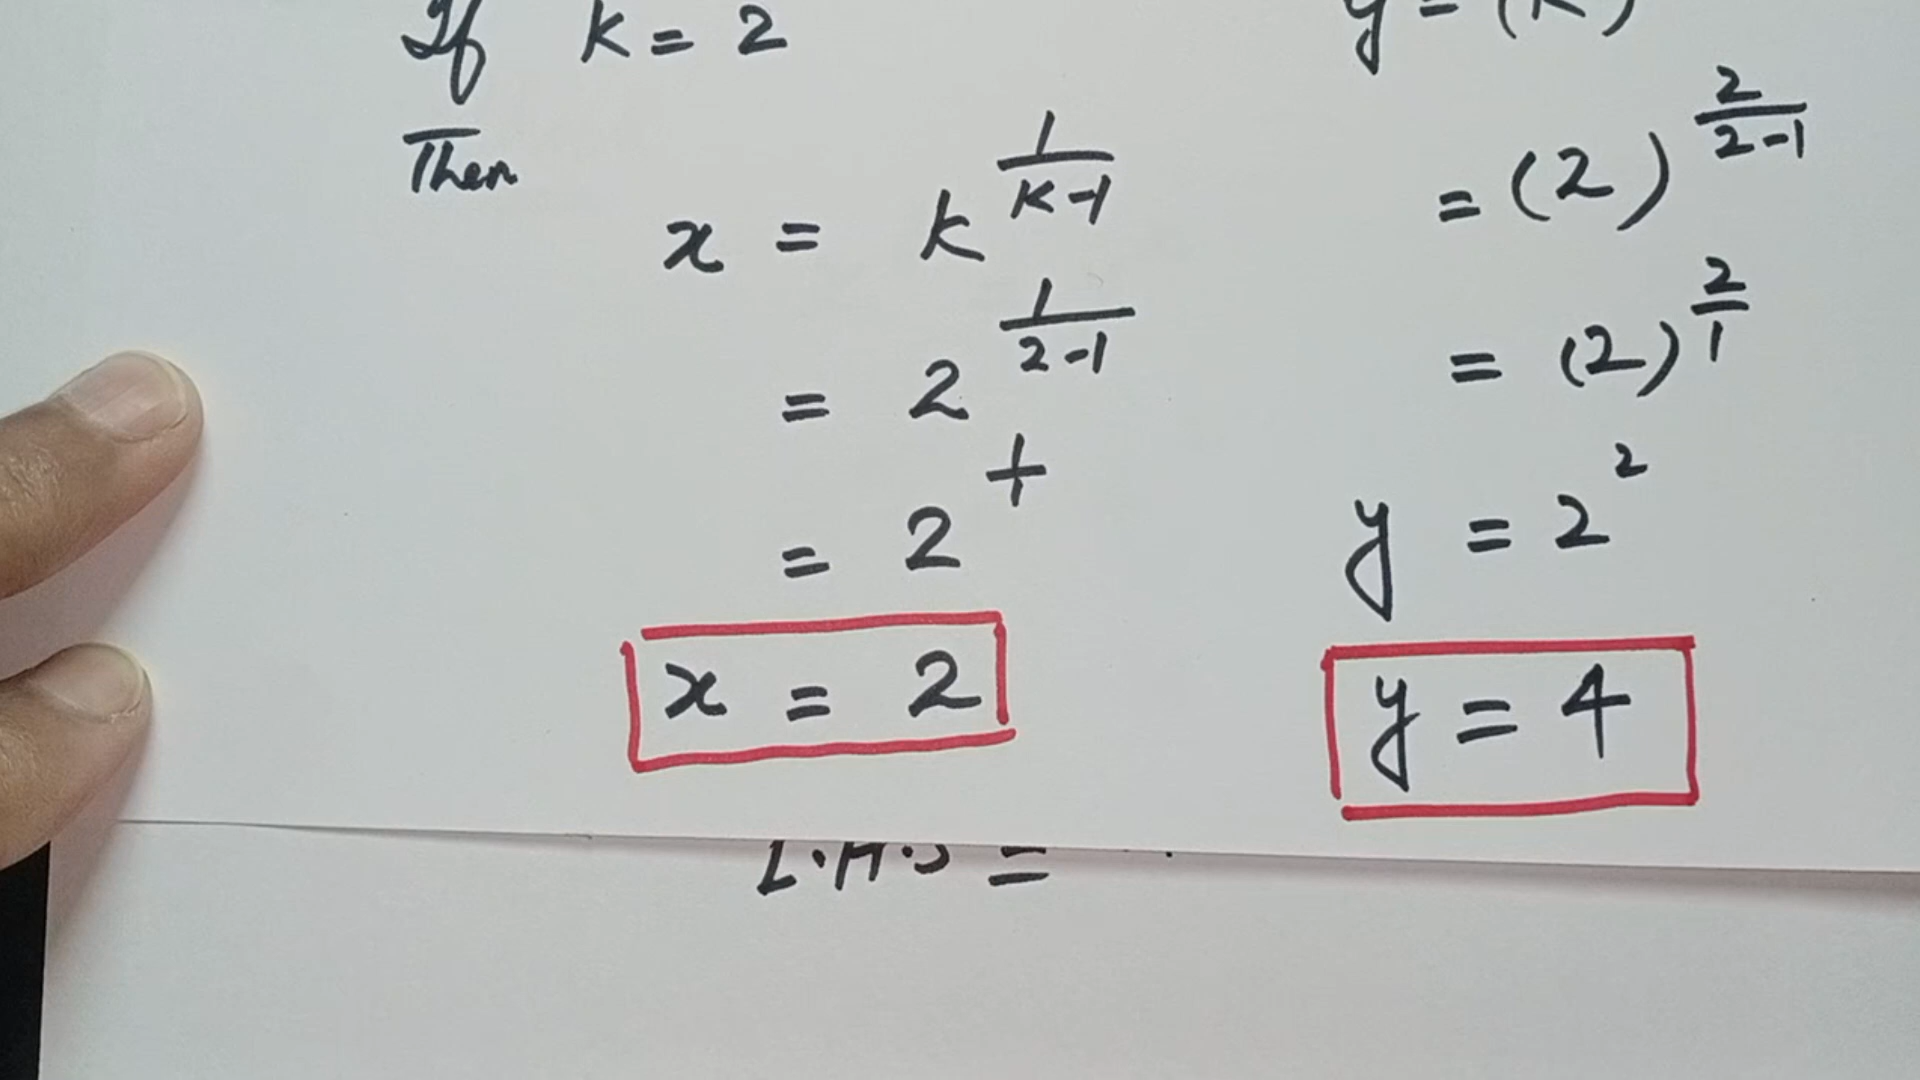 If k = 2
Then
x = k^(1/(k-1))
= 2^(1/(2-1))
= 2^1
x = 2
y = (k)
= (2)^(2/(2-1))
= (2)^(2/1)
y = 2^2
y = 4
L.H.S =